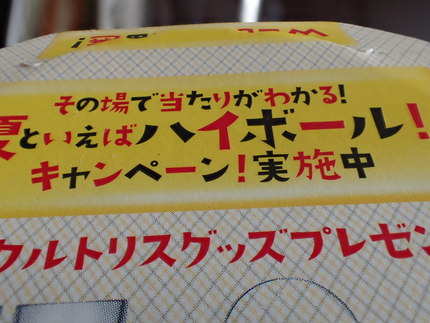 その場で当たりがわかる!
夏といえばハイボール!
キャンペーン!実施中
ウルトリスグッズプレゼン